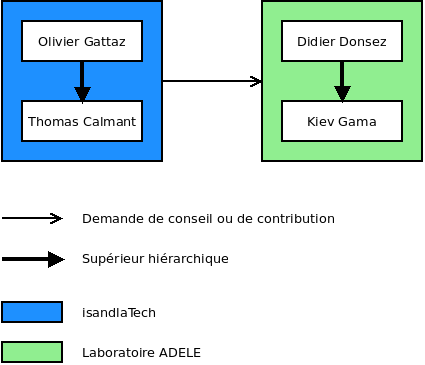 Olivier Gattaz
Didier Donsez
Thomas Calmant
Kiev Gama
Demande de conseil ou de contribution
Supérieur hiérarchique
isandlaTech
Laboratoire ADELE